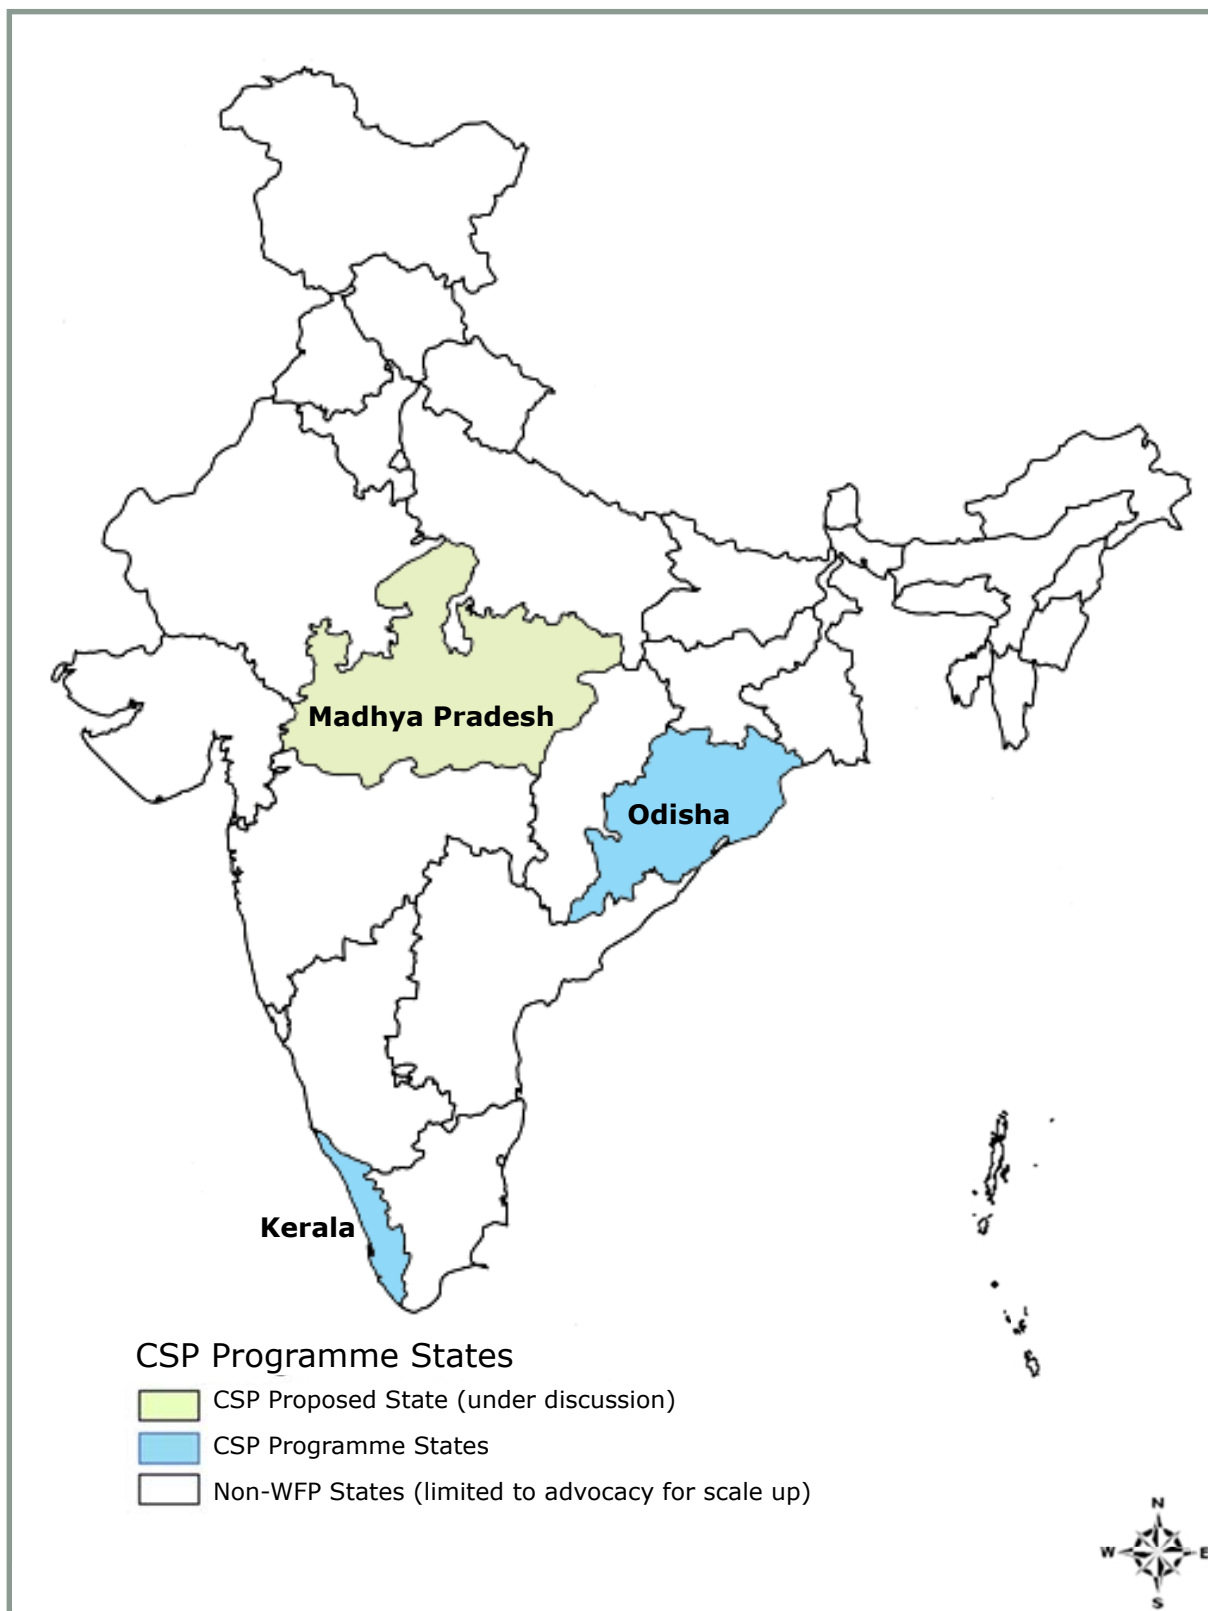 Madhya Pradesh
Odisha
Kerala
CSP Programme States
CSP Proposed State (under discussion)
CSP Programme States
Non-WFP States (limited to advocacy for scale up)
N
W E
S